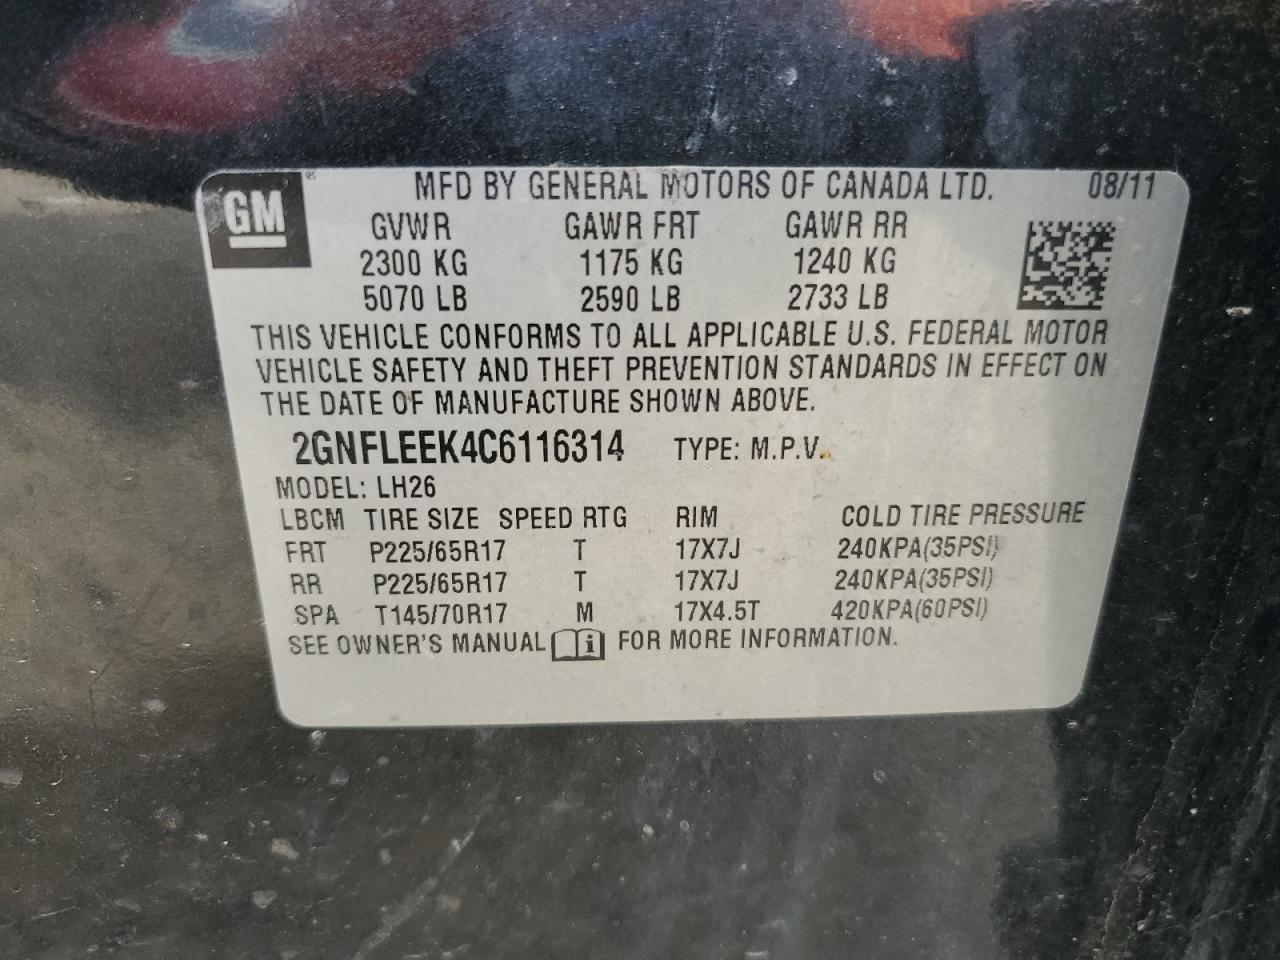 GM® MFD BY GENERAL MOTORS OF CANADA LTD. 08/11
GVWR GAWR FRT GAWR RR
2300 KG 1175 KG 1240 KG
5070 LB 2590 LB 2733 LB
THIS VEHICLE CONFORMS TO ALL APPLICABLE U.S. FEDERAL MOTOR
VEHICLE SAFETY AND THEFT PREVENTION STANDARDS IN EFFECT ON
THE DATE OF MANUFACTURE SHOWN ABOVE.
2GNFLEEK4C6116314 TYPE: M.P.V.
MODEL: LH26
LBCM TIRE SIZE SPEED RTG RIM COLD TIRE PRESSURE
FRT P225/65R17 T 17X7J 240KPA(35PSI)
RR P225/65R17 T 17X7J 240KPA(35PSI)
SPA T145/70R17 M 17X4.5T 420KPA(60PSI)
SEE OWNER'S MANUAL i FOR MORE INFORMATION.